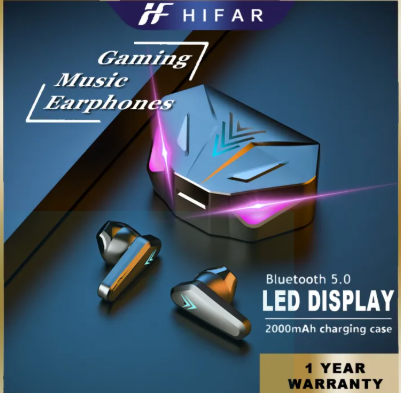 HF HIFAR
Gaming
Music
Earphones
Bluetooth 5.0
LED DISPLAY
2000mAh charging case
1 YEAR
WARRANTY